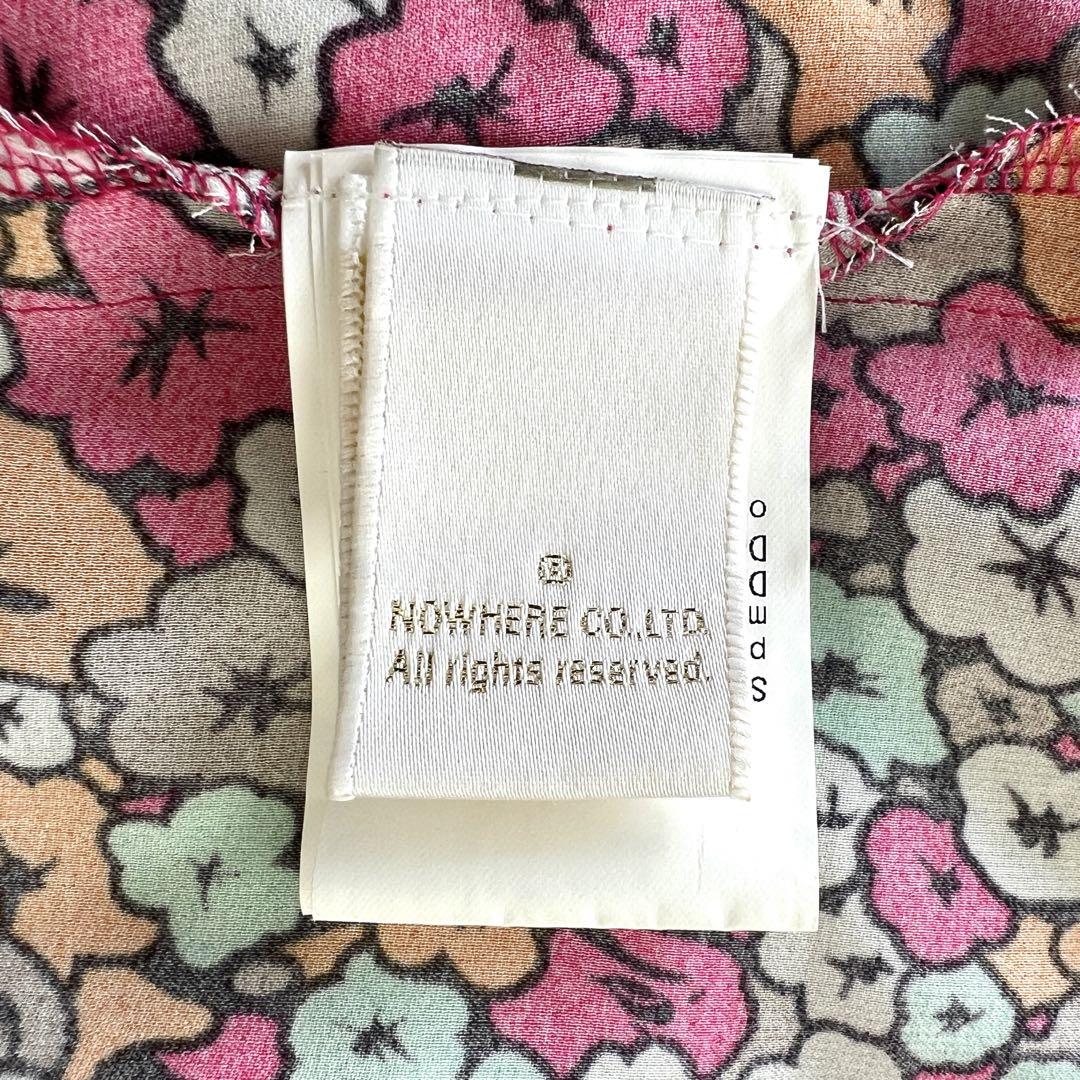 ®
NOWHERE CO.,LTD.
All rights reserved.